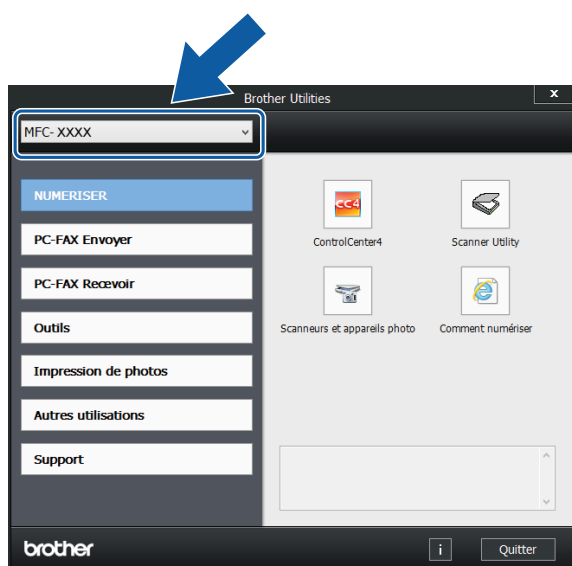 Brother Utilities
x
MFC- XXXX
NUMERISER
PC-FAX Envoyer
PC-FAX Recevoir
Outils
Impression de photos
Autres utilisations
Support
CC4
ControlCenter4
Scanner Utility
Scanneurs et appareils photo
Comment numériser
brother
i
Quitter